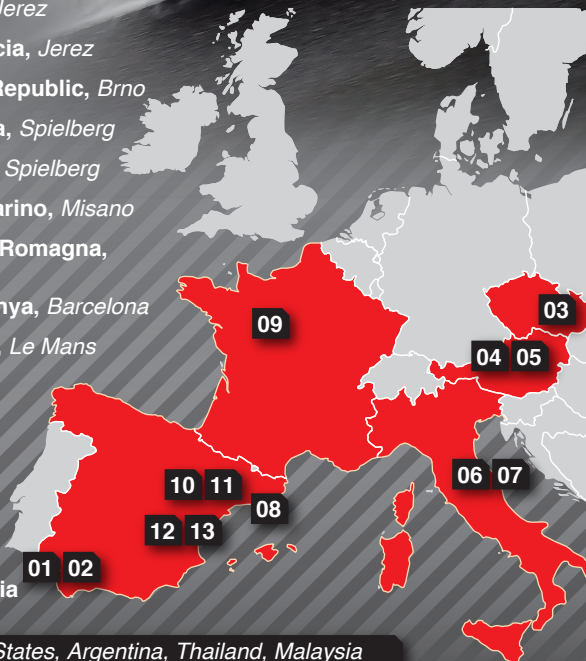 Jerez
cia, Jerez
Republic, Brno
a, Spielberg
Spielberg
arino, Misano
Romagna,
nya, Barcelona
, Le Mans
03
09
04 05
06 07
10 11
08
12 13
01 02
ia
States, Argentina, Thailand, Malaysia